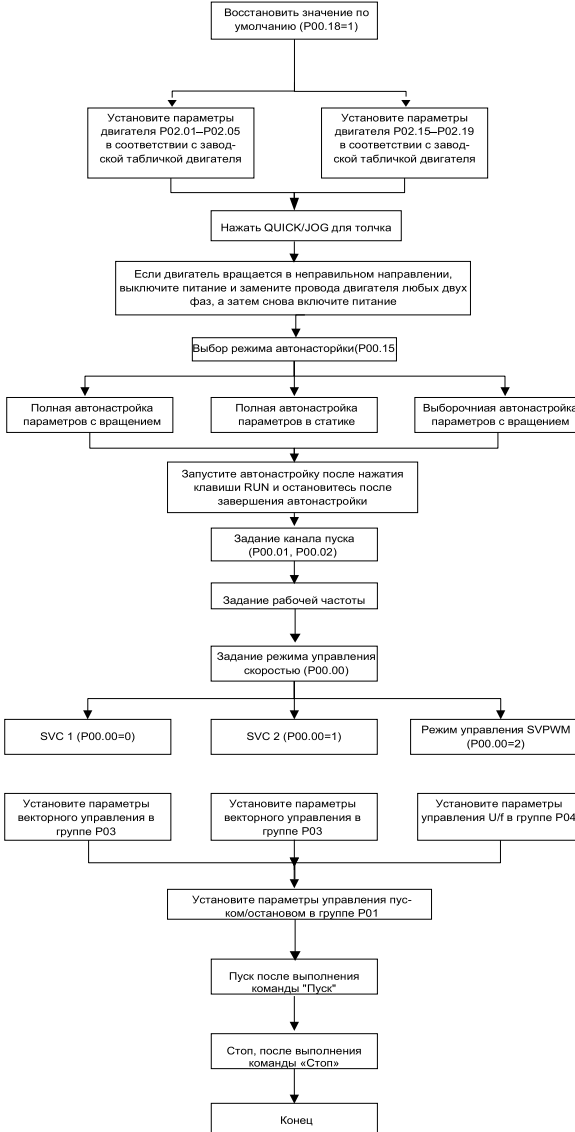 Восстановить значение по
умолчанию (P00.18=1)
Установите параметры
двигателя P02.01–P02.05
в соответствии с завод-
ской табличкой двигателя
Установите параметры
двигателя P02.15–P02.19
в соответствии с завод-
ской табличкой двигателя
Нажать QUICK/JOG для толчка
Если двигатель вращается в неправильном направлении,
выключите питание и замените провода двигателя любых двух
фаз, а затем снова включите питание
Выбор режима автонасторйки(P00.15
Полная автонастройка
параметров с вращением
Полная автонастройка
параметров в статике
Выборочниая автонастройка
параметров с вращением
Запустите автонастройку после нажатия
клавиши RUN и остановитесь после
завершения автонастройки
Задание канала пуска
(P00.01, P00.02)
Задание рабочей частоты
Задание режима управления
скоростью (P00.00)
SVC 1 (P00.00=0)
SVC 2 (P00.00=1)
Режим управления SVPWM
(P00.00=2)
Установите параметры
векторного управления в
группе P03
Установите параметры
векторного управления в
группе P03
Установите параметры
управления U/f в группе P04
Установите параметры управления пус-
ком/остановом в группе P01
Пуск после выполнения
команды "Пуск"
Стоп, после выполнения
команды «Стоп»
Конец